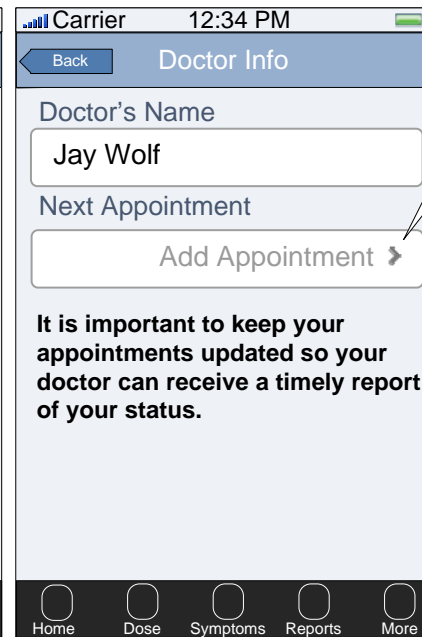 Carrier 12:34 PM
Back Doctor Info
Doctor's Name
Jay Wolf
Next Appointment
Add Appointment
It is important to keep your
appointments updated so your
doctor can receive a timely report
of your status.
Home Dose Symptoms Reports More